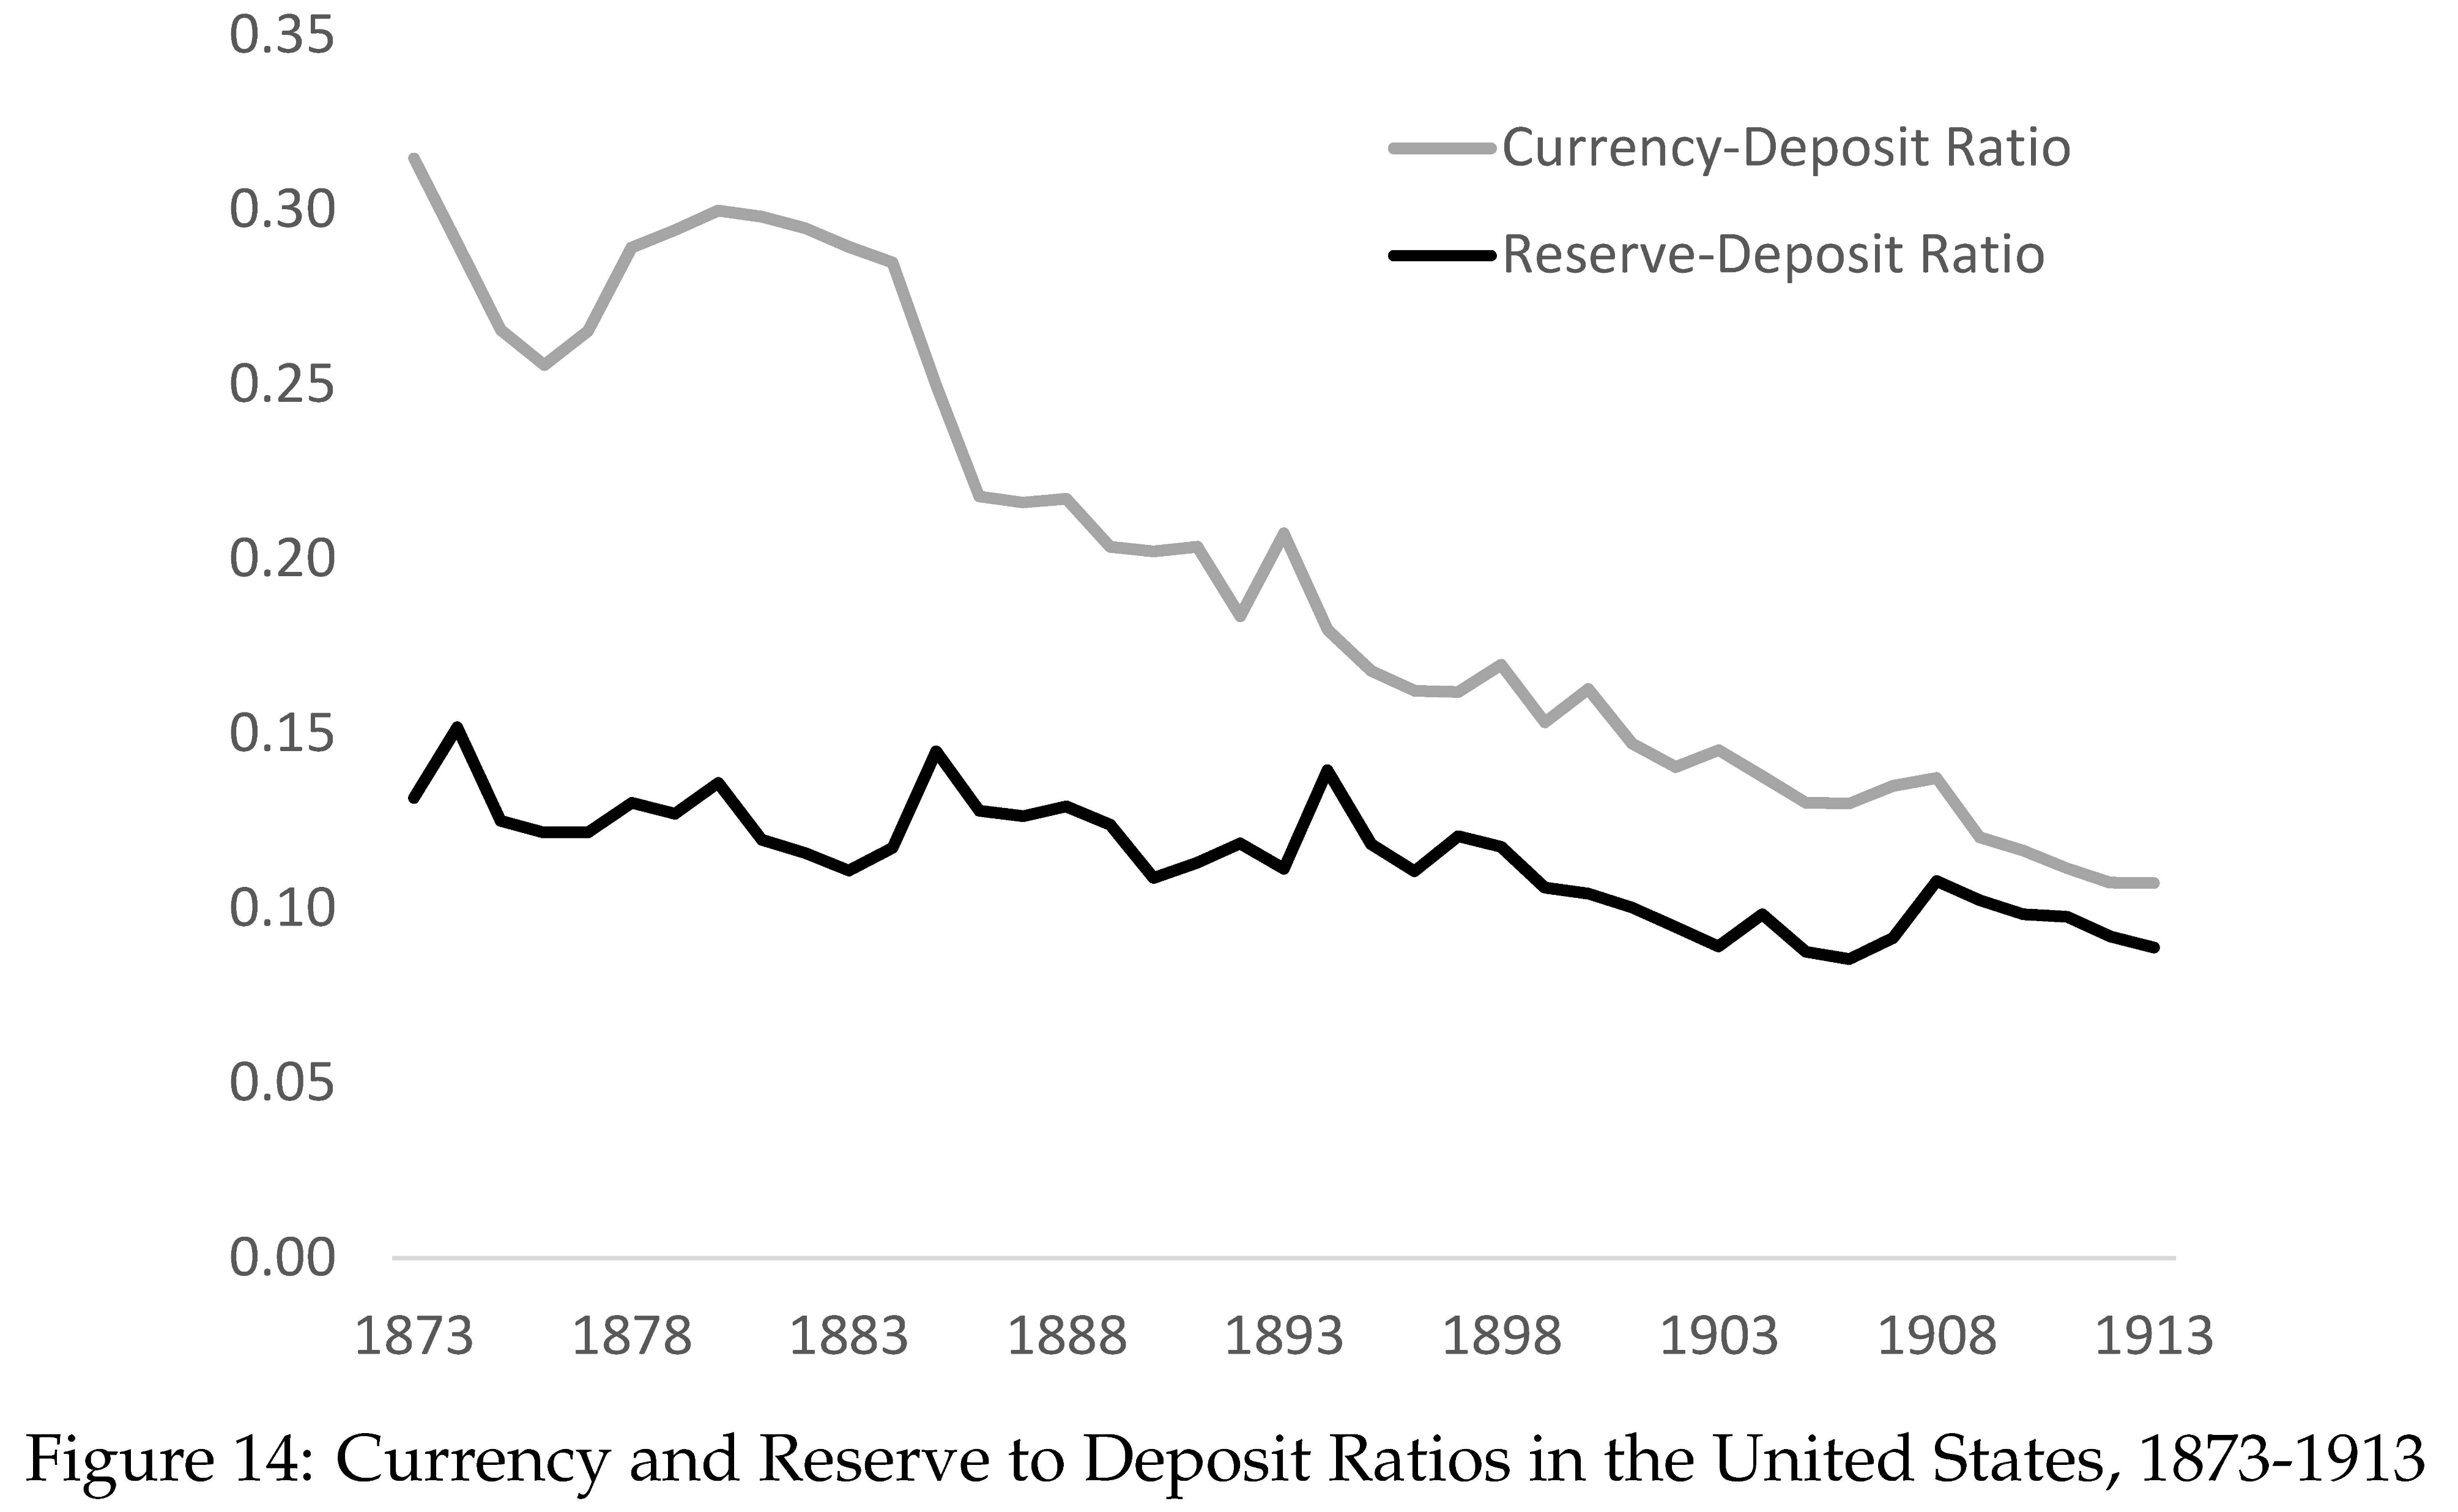 0.35
0.30
0.25
0.20
0.15
0.10
0.05
0.00
Currency-Deposit Ratio
Reserve-Deposit Ratio
1873 1878 1883 1888 1893 1898 1903 1908 1913
Figure 14: Currency and Reserve to Deposit Ratios in the United States, 1873–1913